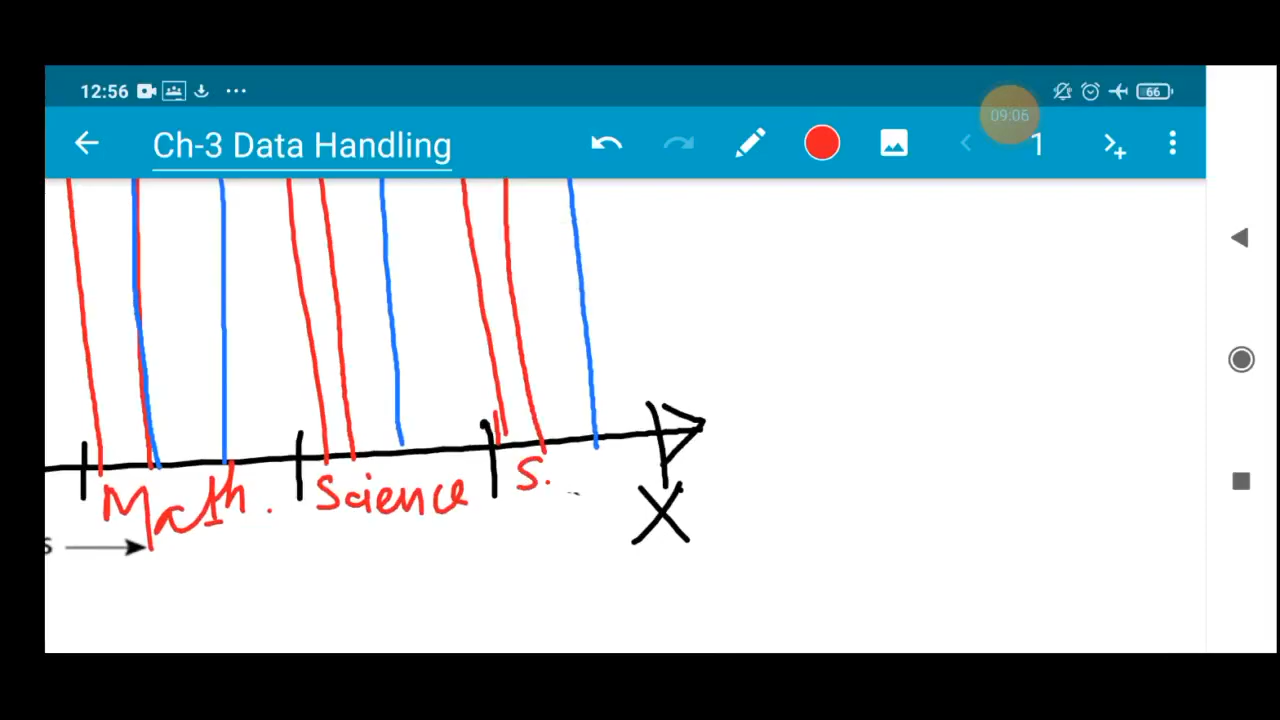 12:56 66
09:06
Ch-3 Data Handling 1
Math. Science S.
X
s